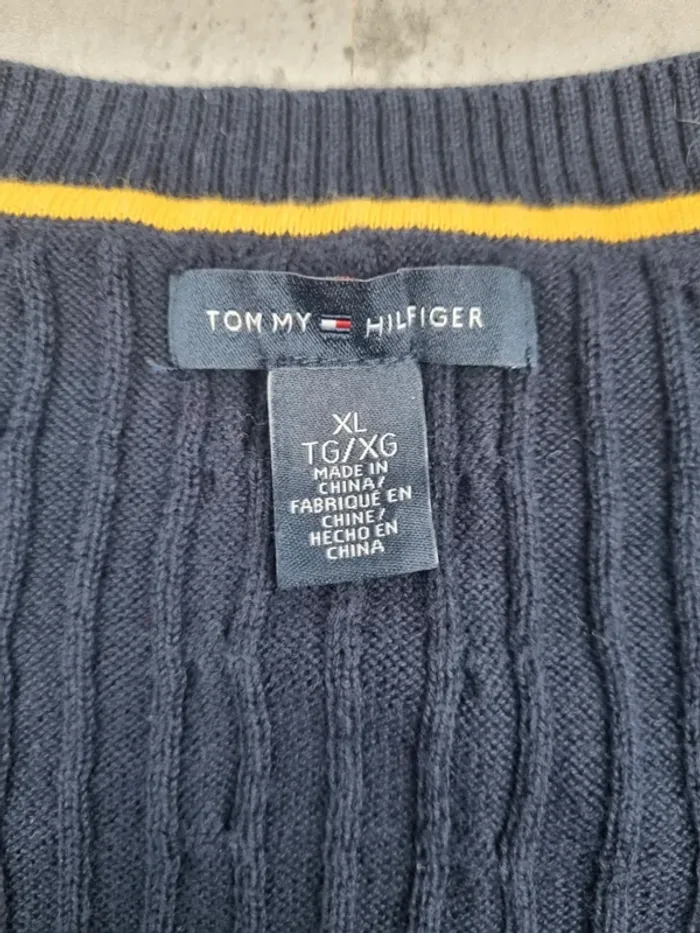 TOMMY HILFIGER
XL
TG/XG
MADE IN
CHINA/
FABRIQUÉ EN
CHINE/
HECHO EN
CHINA